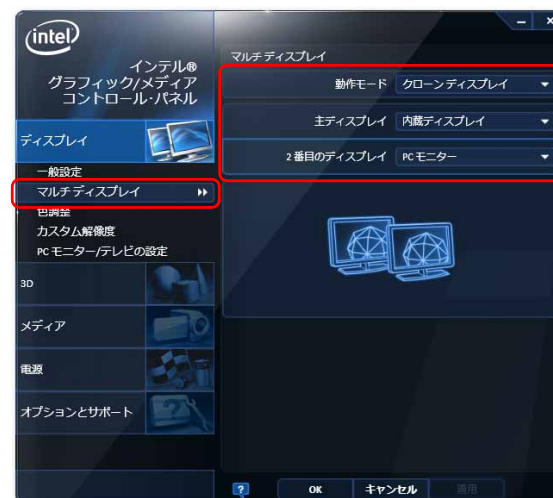 intel
インテル®
グラフィック/メディア
コントロール・パネル
ディスプレイ
一般設定
マルチディスプレイ
色調整
カスタム解像度
PCモニター/テレビの設定
3D
メディア
電源
オプションとサポート
マルチディスプレイ
動作モード クローンディスプレイ
主ディスプレイ 内蔵ディスプレイ
2番目のディスプレイ PCモニター
? OK キャンセル 適用